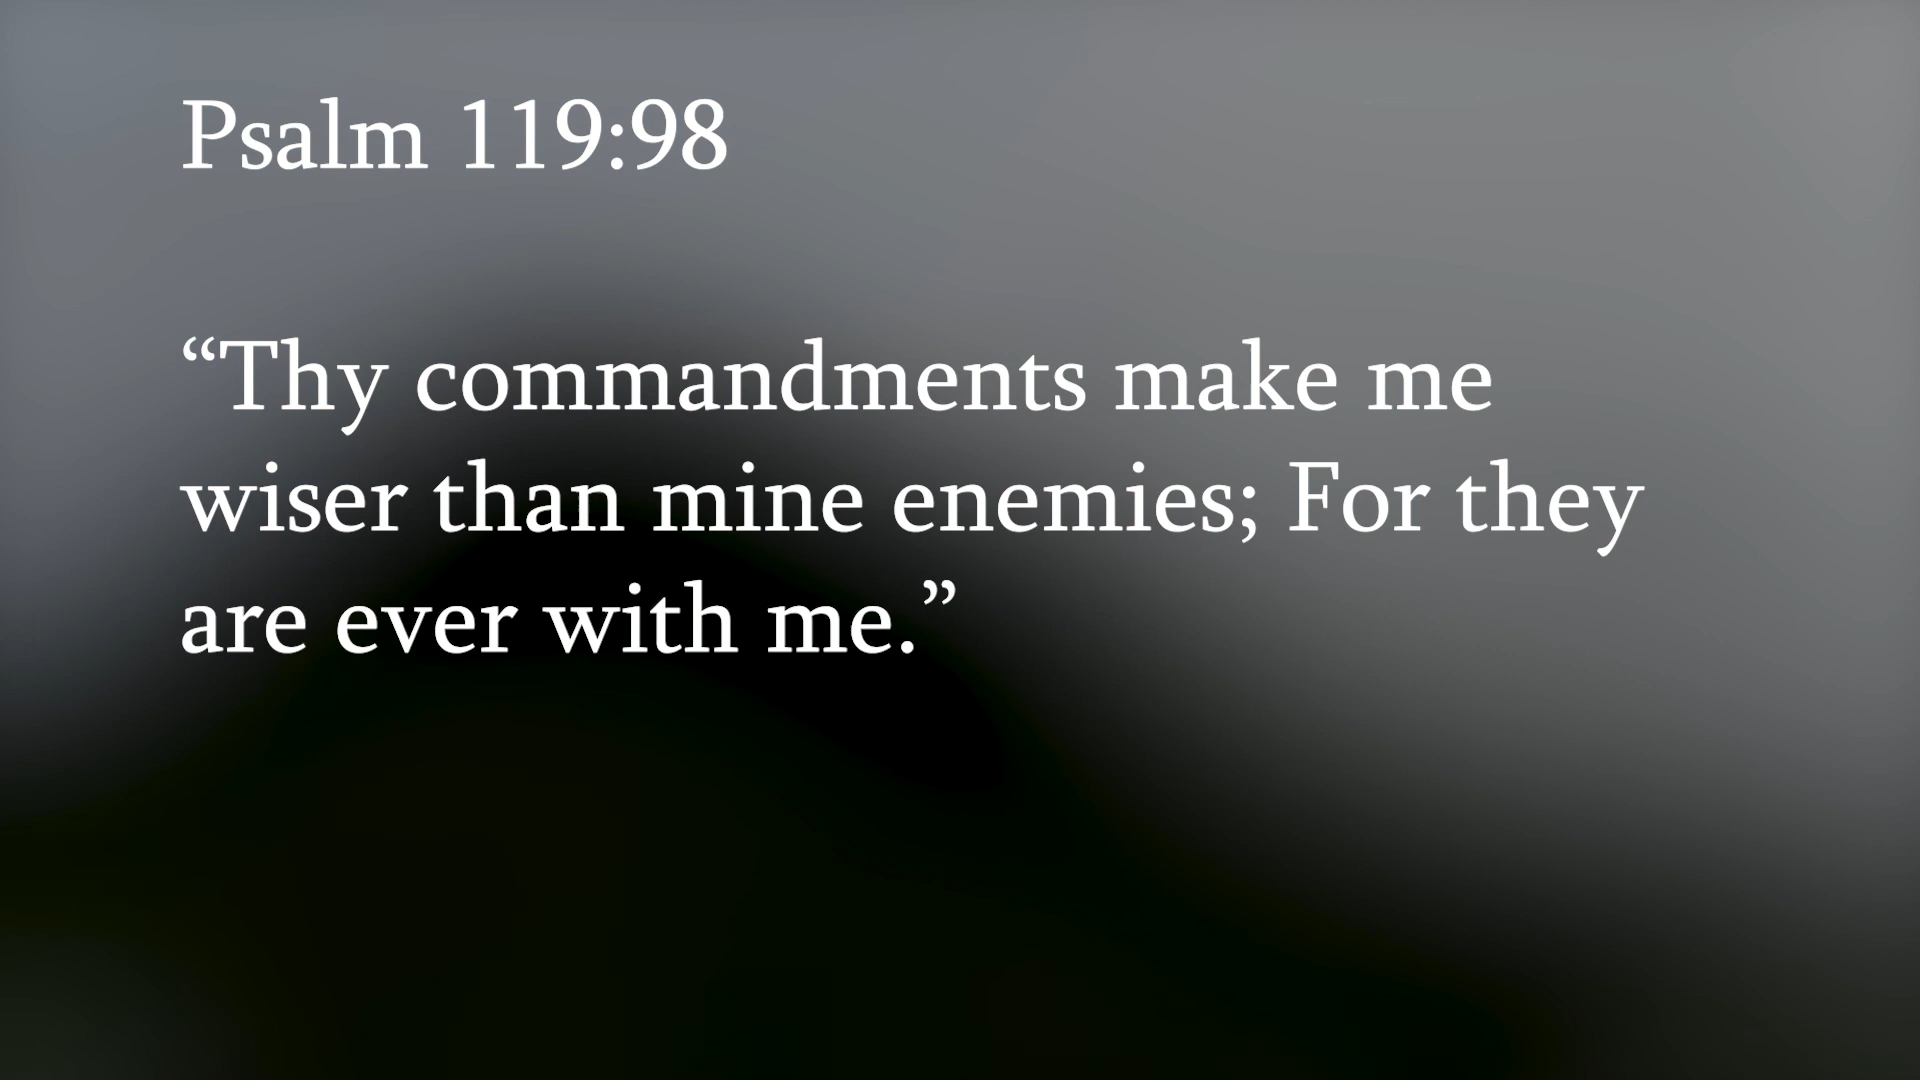 Psalm 119:98
“Thy commandments make me
wiser than mine enemies; For they
are ever with me.”